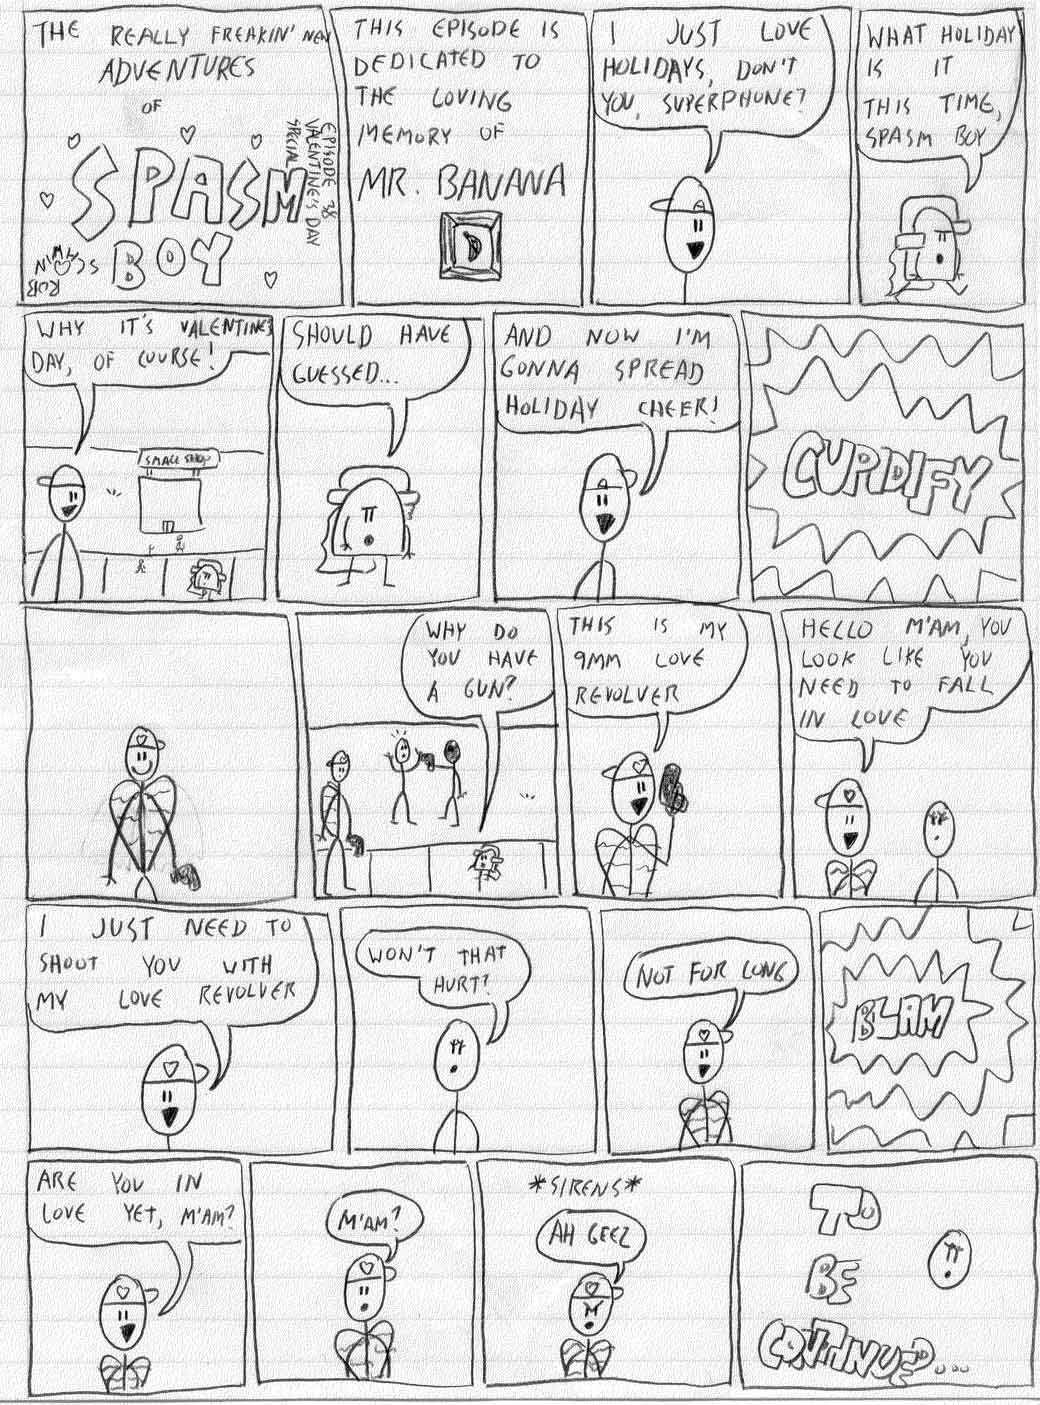 THE REALLY FREAKIN' NEW
ADVENTURES
OF
SPASM
BOY
EPISODE 38
VALENTINE'S DAY
SPECIAL
THIS EPISODE IS
DEDICATED TO
THE LOVING
MEMORY OF
MR. BANANA
I JUST LOVE
HOLIDAYS, DON'T
YOU, SUPERPHONE?
WHAT HOLIDAY
IS IT
THIS TIME,
SPASM BOY
WHY IT'S VALENTINES
DAY, OF COURSE!
SMALL SHOP
SHOULD HAVE
GUESSED...
AND NOW I'M
GONNA SPREAD
HOLIDAY CHEER!
CUPIDIFY
WHY DO
YOU HAVE
A GUN?
THIS IS MY
9MM LOVE
REVOLVER
HELLO M'AM, YOU
LOOK LIKE YOU
NEED TO FALL
IN LOVE
I JUST NEED TO
SHOOT YOU WITH
MY LOVE REVOLVER
WON'T THAT
HURT?
NOT FOR LONG
BLAM
ARE YOU IN
LOVE YET, M'AM?
M'AM?
*SIRENS*
AH GEEZ
TO
BE
CONTINUED...